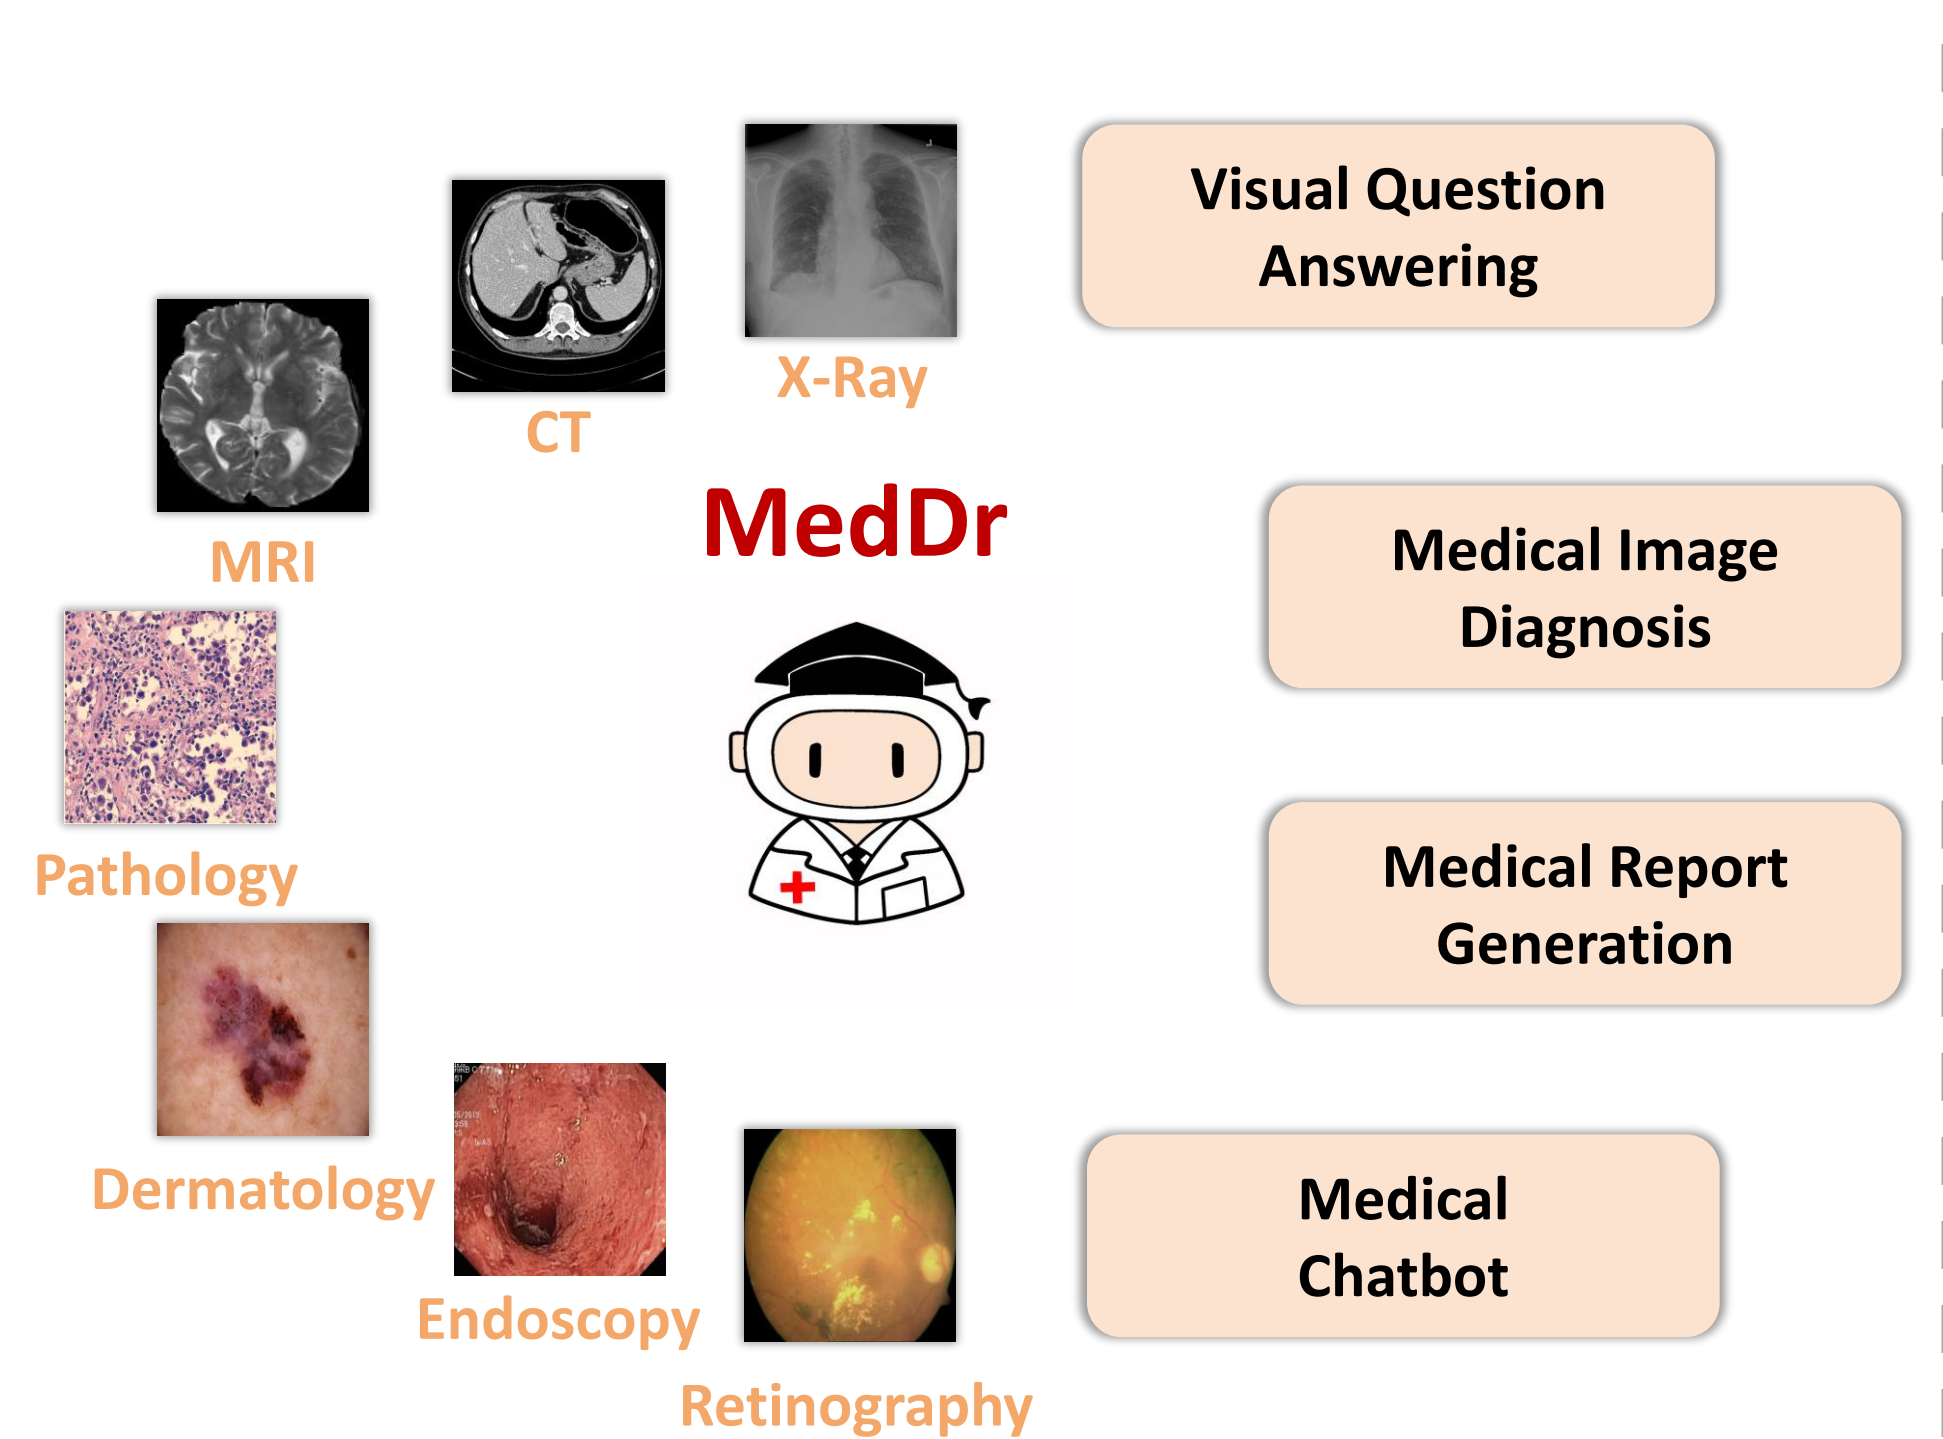 X-Ray
CT
MRI
Pathology
Dermatology
Endoscopy
Retinography
MedDr
Visual Question
Answering
Medical Image
Diagnosis
Medical Report
Generation
Medical
Chatbot